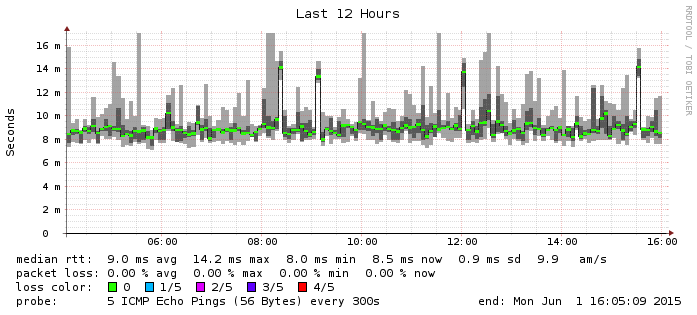 Last 12 Hours
RRDTOOL / TOBI OETIKER
Seconds
16 m
14 m
12 m
10 m
8 m
6 m
4 m
2 m
0
06:00 08:00 10:00 12:00 14:00 16:00
median rtt: 9.0 ms avg 14.2 ms max 8.0 ms min 8.5 ms now 0.9 ms sd 9.9 am/s
packet loss: 0.00 % avg 0.00 % max 0.00 % min 0.00 % now
loss color: 0 1/5 2/5 3/5 4/5
probe: 5 ICMP Echo Pings (56 Bytes) every 300s end: Mon Jun 1 16:05:09 2015